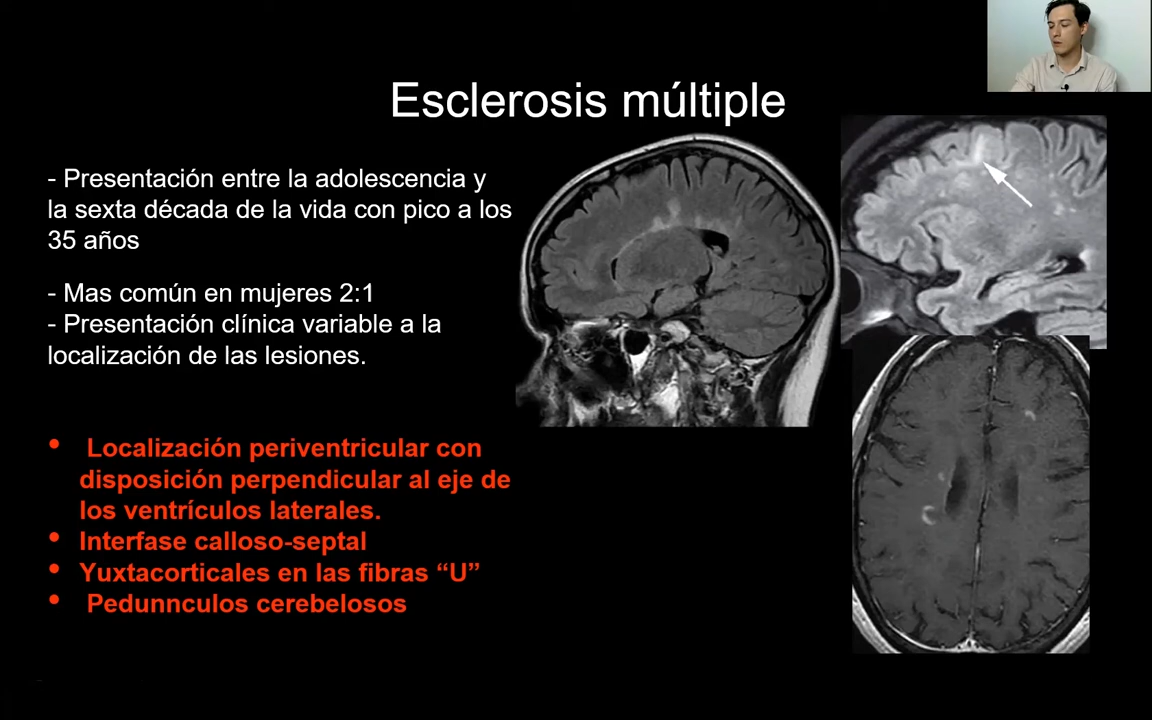 Esclerosis múltiple
- Presentación entre la adolescencia y
la sexta década de la vida con pico a los
35 años
- Mas común en mujeres 2:1
- Presentación clínica variable a la
localización de las lesiones.
• Localización periventricular con
disposición perpendicular al eje de
los ventrículos laterales.
• Interfase calloso-septal
• Yuxtacorticales en las fibras “U”
• Pedunnculos cerebelosos